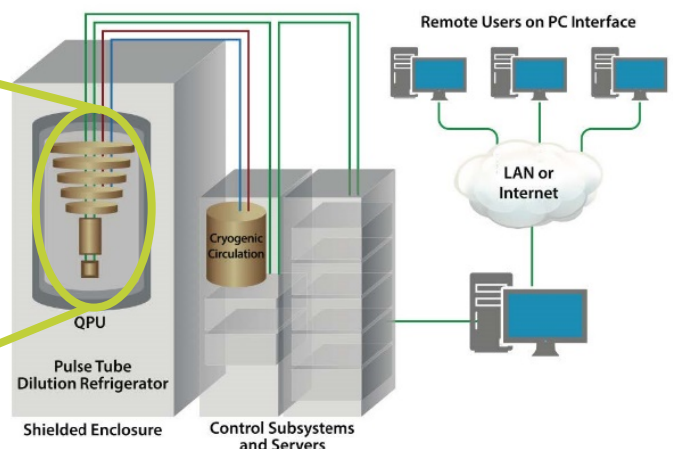 Remote Users on PC Interface
LAN or
Internet
Cryogenic
Circulation
QPU
Pulse Tube
Dilution Refrigerator
Shielded Enclosure
Control Subsystems
and Servers